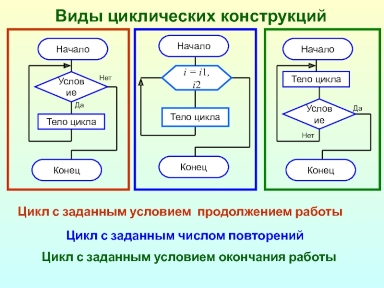 Виды циклических конструкций
Начало
Услов
ие
Нет
Да
Тело цикла
Конец
Начало
i = i1,
i2
Тело цикла
Конец
Начало
Тело цикла
Услов
ие
Да
Нет
Конец
Цикл с заданным условием продолжением работы
Цикл с заданным числом повторений
Цикл с заданным условием окончания работы